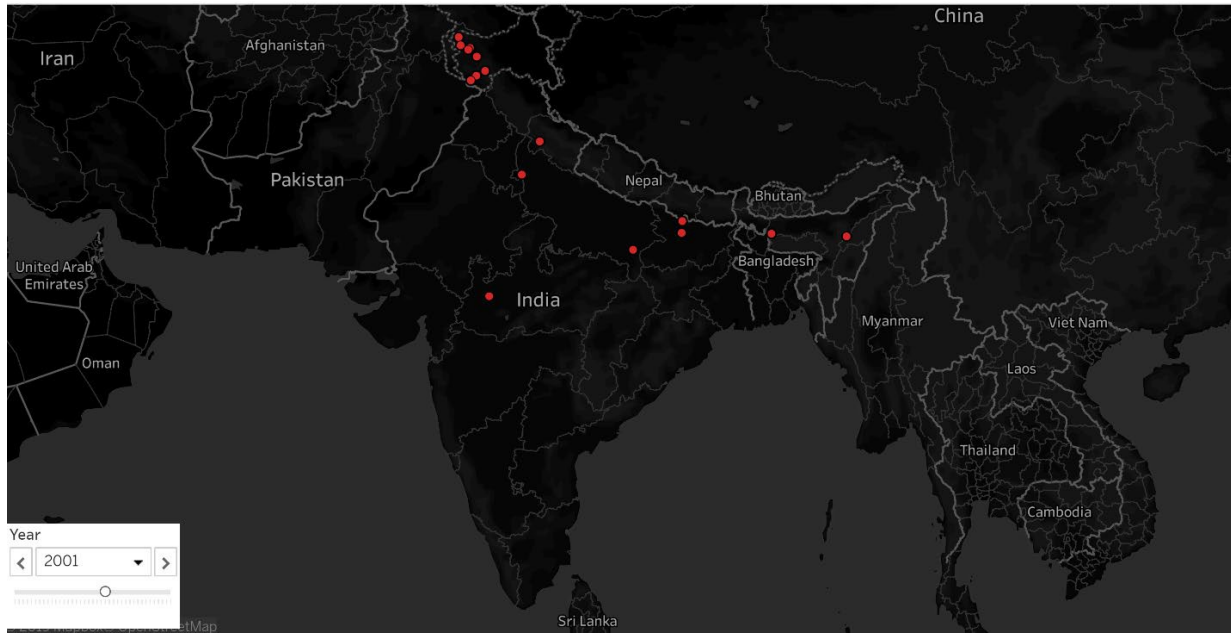 China
Afghanistan
Iran
Pakistan
Nepal
Bhutan
United Arab
Emirates
Bangladesh
India
Myanmar
Viet Nam
Oman
Laos
Thailand
Cambodia
Year
2001
Sri Lanka
OpenStreetMap